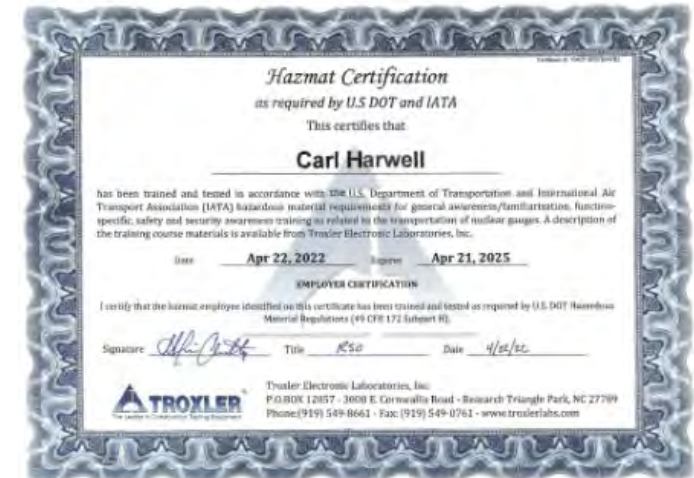 Hazmat Certification
as required by U.S DOT and IATA
This certifies that
Carl Harwell
has been trained and tested in accordance with the U.S. Department of Transportation and International Air
Transport Association (IATA) hazardous material requirements for general awareness/familiarization, function-
specific, safety and security awareness training as related to the transportation of nuclear gauges. A description of
the training course materials is available from Troxler Electronic Laboratories, Inc.
Date Apr 22, 2022 Expires Apr 21, 2025
EMPLOYER CERTIFICATION
I certify that the hazmat employee identified on this certificate has been trained and tested as required by U.S. DOT Hazardous
Material Regulations (49 CFR 172 Subpart H).
Signature Title RSO Date 4/22/22
TROXLER
Troxler Electronic Laboratories, Inc.
P.O.BOX 12057 - 3008 E. Cornwallis Road - Research Triangle Park, NC 27709
Phone:(919) 549-8661 - Fax: (919) 549-0761 - www.troxlerlabs.com